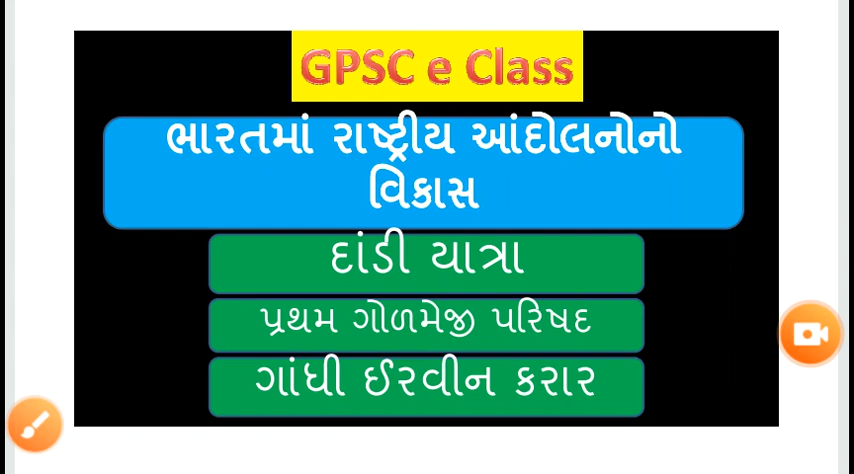 GPSC e Class
ભારતમાં રાષ્ટ્રીય આંદોલનોનો
વિકાસ
દાંડી યાત્રા
પ્રથમ ગોળમેજી પરિષદ
ગાંધી ઈરવીન કરાર